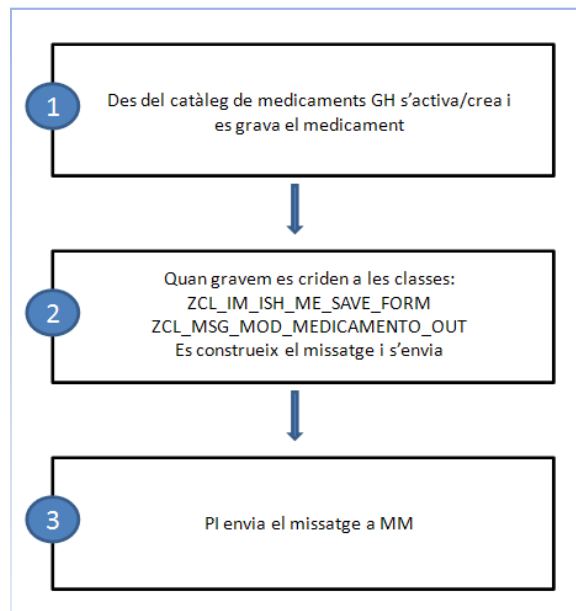 1
Des del catàleg de medicaments GH s'activa/crea i
es grava el medicament
2
Quan gravem es criden a les classes:
ZCL_IM_ISH_ME_SAVE_FORM
ZCL_MSG_MOD_MEDICAMENTO_OUT
Es construeix el missatge i s'envia
3
PI envia el missatge a MM